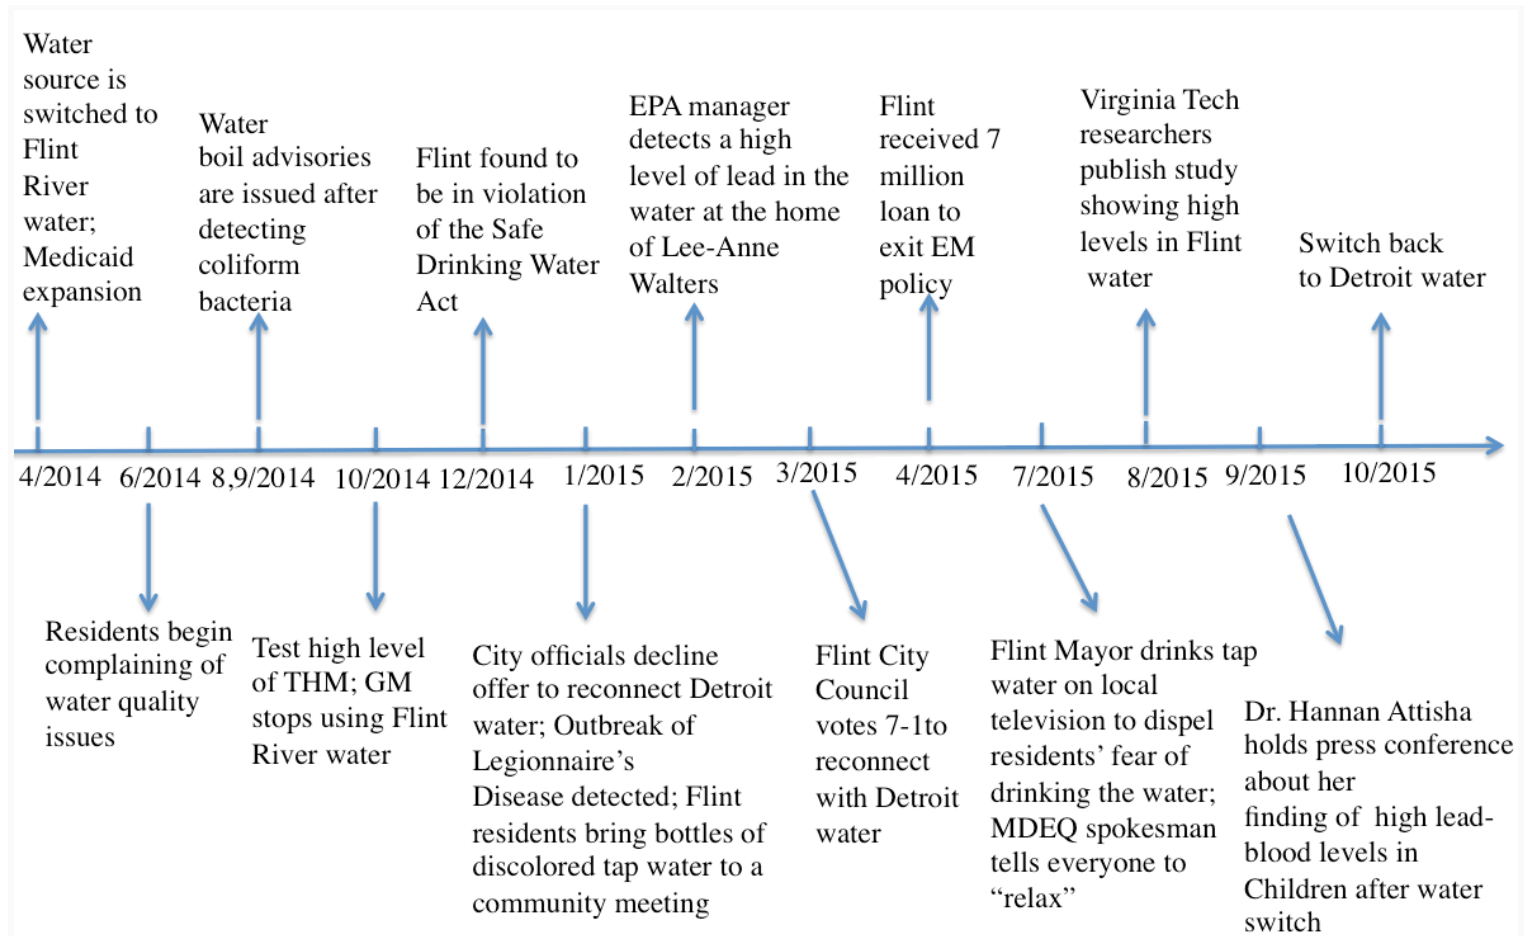 Water
source is
switched to
Flint
River
water;
Medicaid
expansion
Water
boil advisories
are issued after
detecting
coliform
bacteria
Flint found to
be in violation
of the Safe
Drinking Water
Act
EPA manager
detects a high
level of lead in the
water at the home
of Lee-Anne
Walters
Flint
received 7
million
loan to
exit EM
policy
Virginia Tech
researchers
publish study
showing high
levels in Flint
water
Switch back
to Detroit water
4/2014 6/2014 8,9/2014 10/2014 12/2014 1/2015 2/2015 3/2015 4/2015 7/2015 8/2015 9/2015 10/2015
Residents begin
complaining of
water quality
issues
Test high level
of THM; GM
stops using Flint
River water
City officials decline
offer to reconnect Detroit
water; Outbreak of
Legionnaire’s
Disease detected; Flint
residents bring bottles of
discolored tap water to a
community meeting
Flint City
Council
votes 7-1to
reconnect
with Detroit
water
Flint Mayor drinks tap
water on local
television to dispel
residents’ fear of
drinking the water;
MDEQ spokesman
tells everyone to
“relax”
Dr. Hannan Attisha
holds press conference
about her
finding of high lead-
blood levels in
Children after water
switch